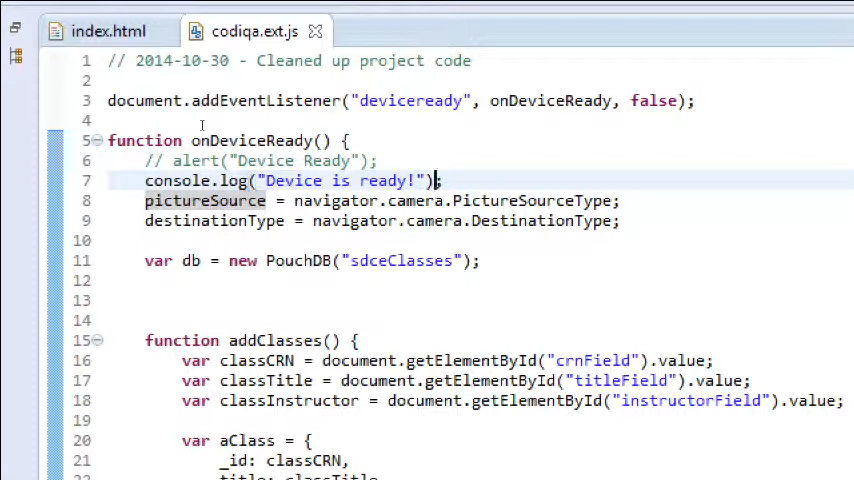 index.html codiqa.ext.js
1 // 2014-10-30 - Cleaned up project code
2
3 document.addEventListener("deviceready", onDeviceReady, false);
4
5 function onDeviceReady() {
6 // alert("Device Ready");
7 console.log("Device is ready!");
8 pictureSource = navigator.camera.PictureSourceType;
9 destinationType = navigator.camera.DestinationType;
10
11 var db = new PouchDB("sdceClasses");
12
13
14
15 function addClasses() {
16 var classCRN = document.getElementById("crnField").value;
17 var classTitle = document.getElementById("titleField").value;
18 var classInstructor = document.getElementById("instructorField").value;
19
20 var aClass = {
21 _id: classCRN,
22 title: classTitle,